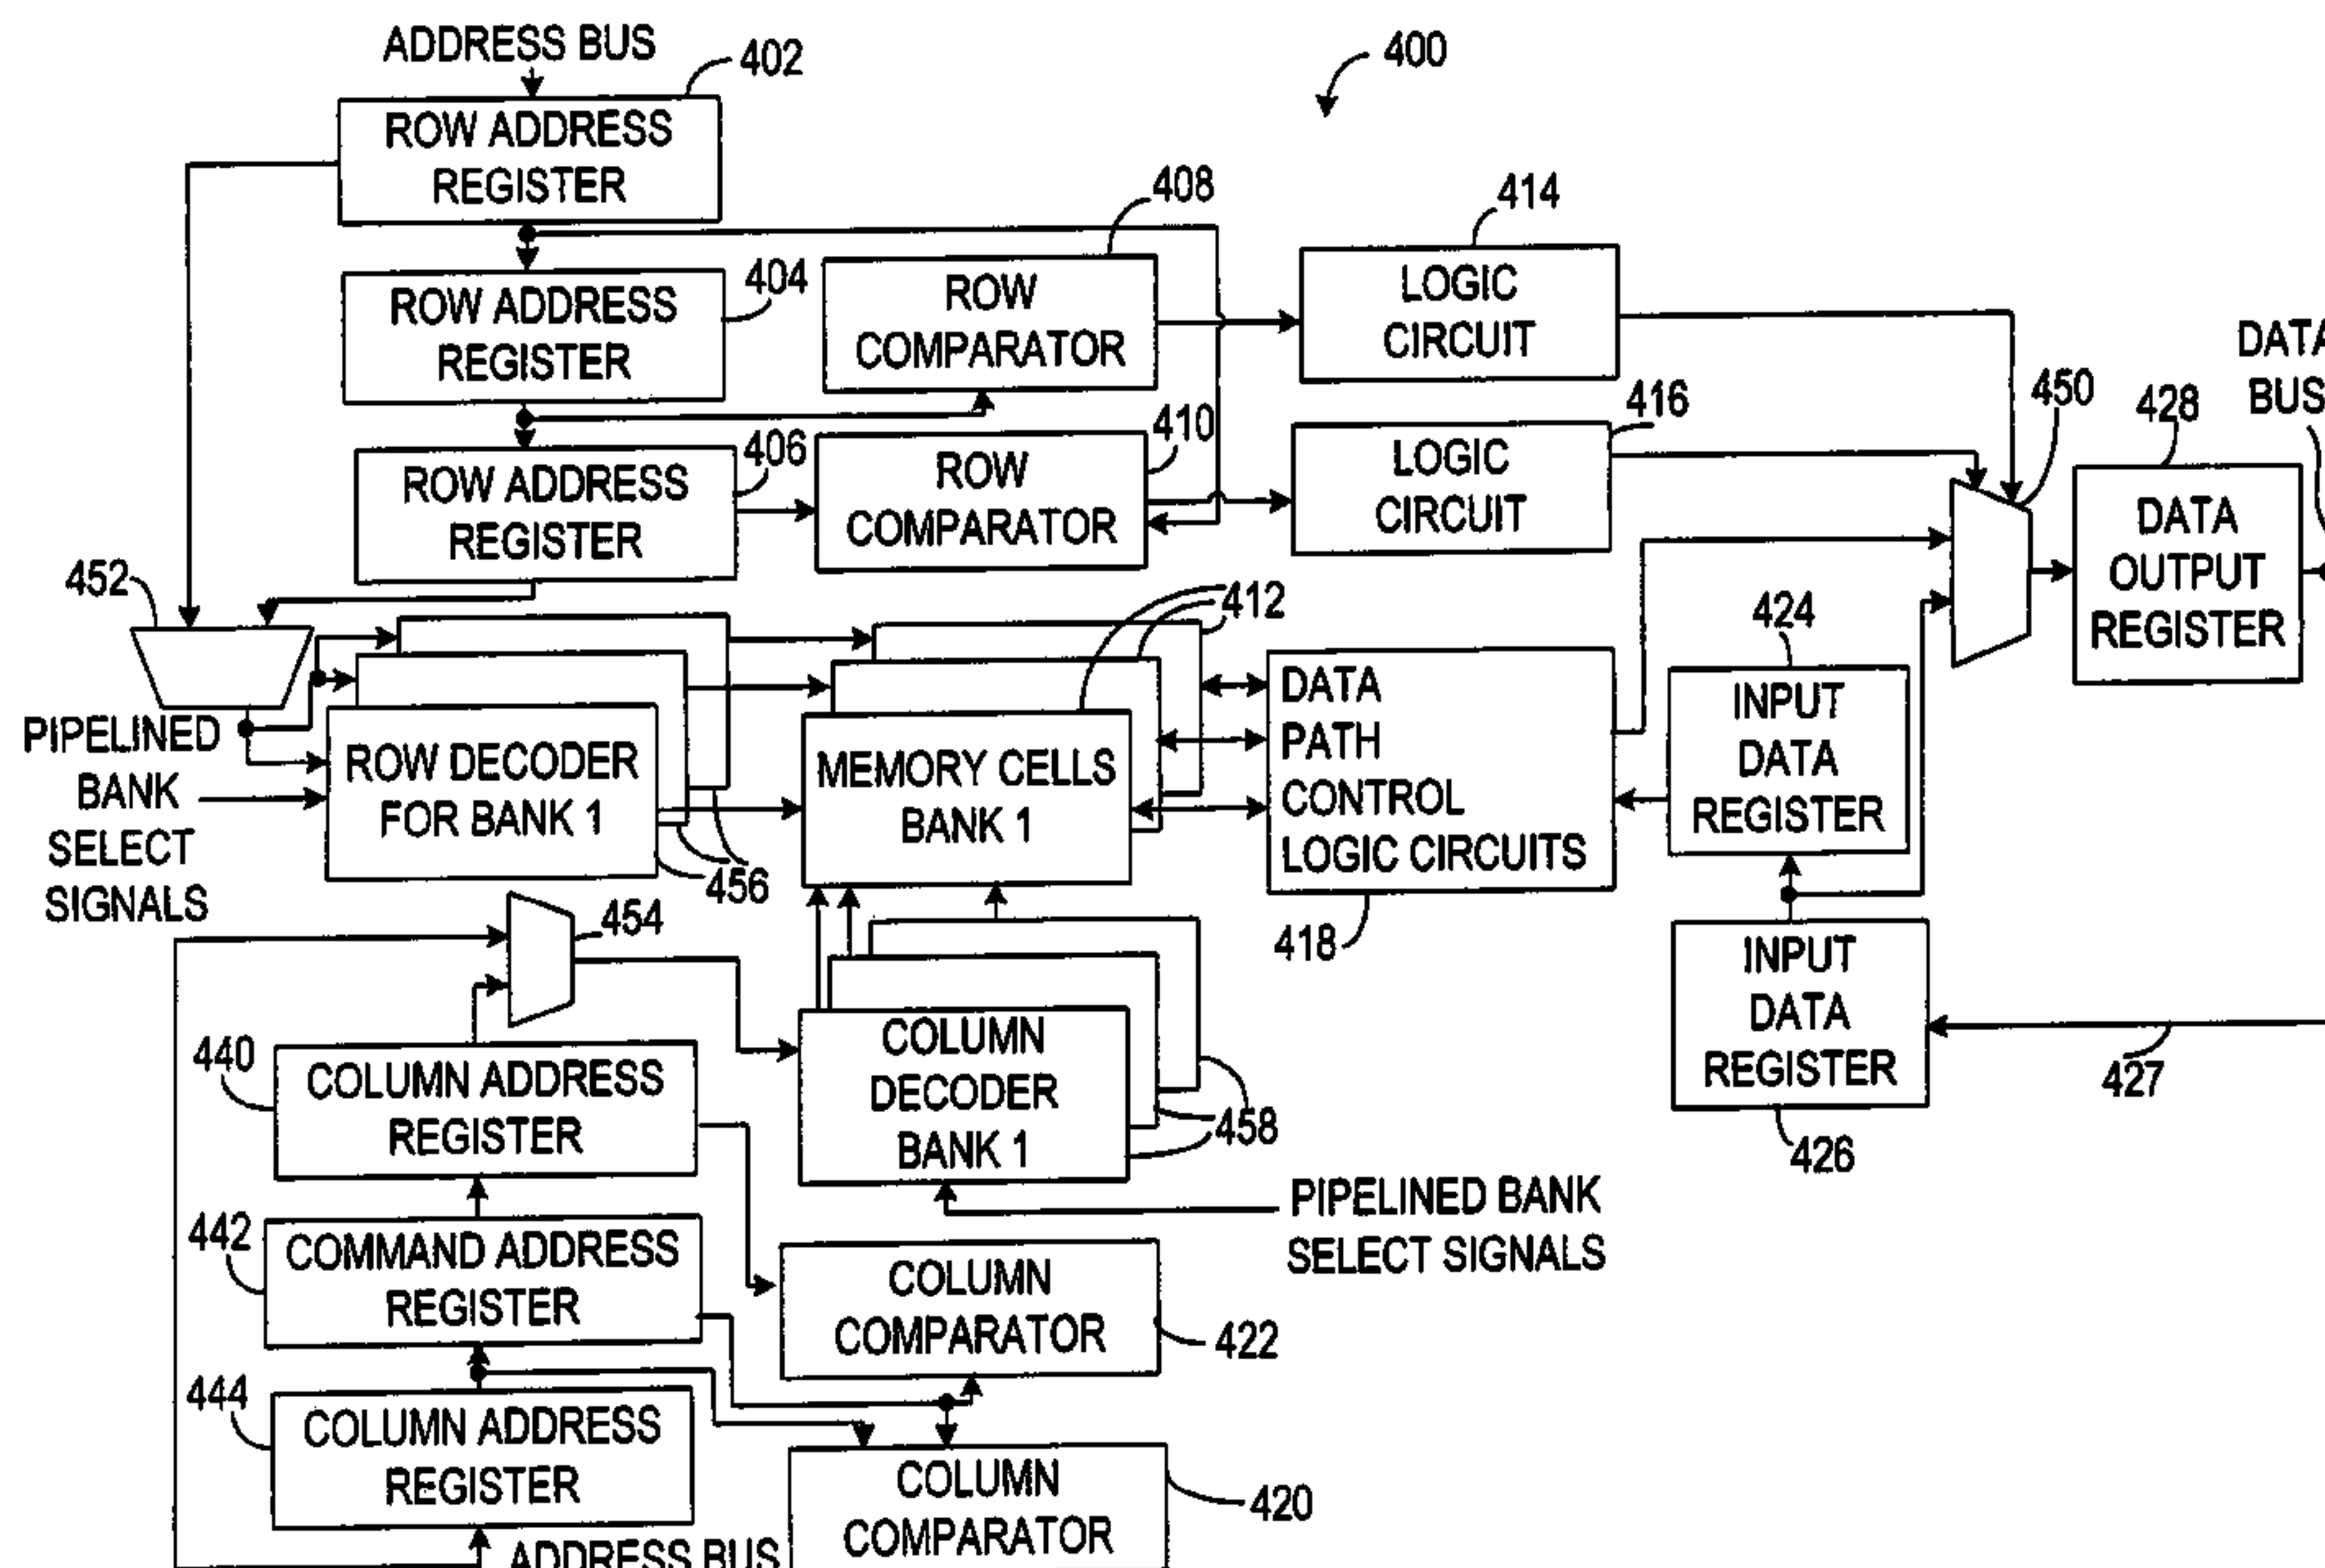 ADDRESS BUS
402
400
ROW ADDRESS
REGISTER
408
414
404
ROW ADDRESS
REGISTER
ROW
COMPARATOR
LOGIC
CIRCUIT
DATA
BUS
450
428
416
410
406
ROW ADDRESS
REGISTER
ROW
COMPARATOR
LOGIC
CIRCUIT
DATA
OUTPUT
REGISTER
452
412
424
PIPELINED
BANK
SELECT
SIGNALS
ROW DECODER
FOR BANK 1
456
MEMORY CELLS
BANK 1
DATA
PATH
CONTROL
LOGIC CIRCUITS
418
INPUT
DATA
REGISTER
454
INPUT
DATA
REGISTER
426
427
440
COLUMN ADDRESS
REGISTER
COLUMN
DECODER
BANK 1
458
PIPELINED BANK
SELECT SIGNALS
442
COMMAND ADDRESS
REGISTER
COLUMN
COMPARATOR
422
444
COLUMN ADDRESS
REGISTER
COLUMN
COMPARATOR
420
ADDRESS BUS